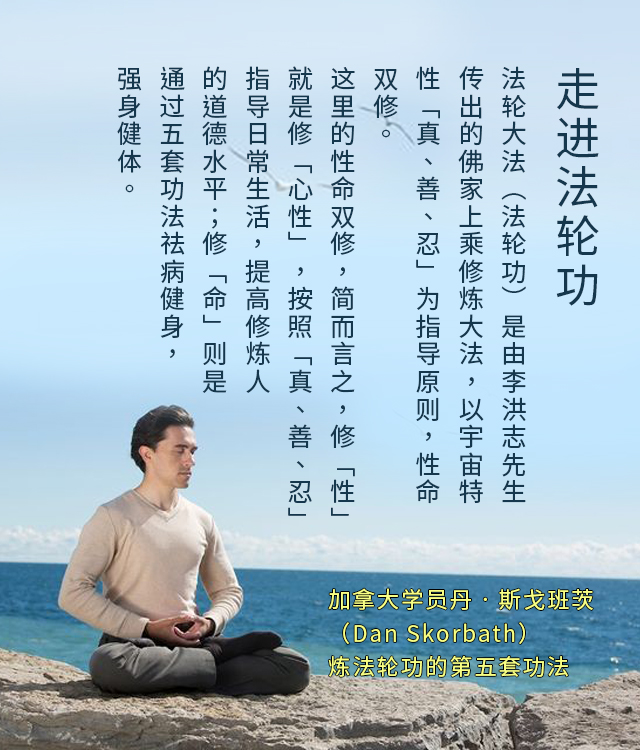 走进法轮功
法轮大法（法轮功）是由李洪志先生
传出的佛家上乘修炼大法，以宇宙特
性「真、善、忍」为指导原则，性命
双修。
这里的性命双修，简而言之，修「性」
就是修「心性」，按照「真、善、忍」
指导日常生活，提高修炼人
的道德水平；修「命」则是
通过五套功法祛病健身，
强身健体。
加拿大学员丹·斯戈班茨
（Dan Skorbath）
炼法轮功的第五套功法